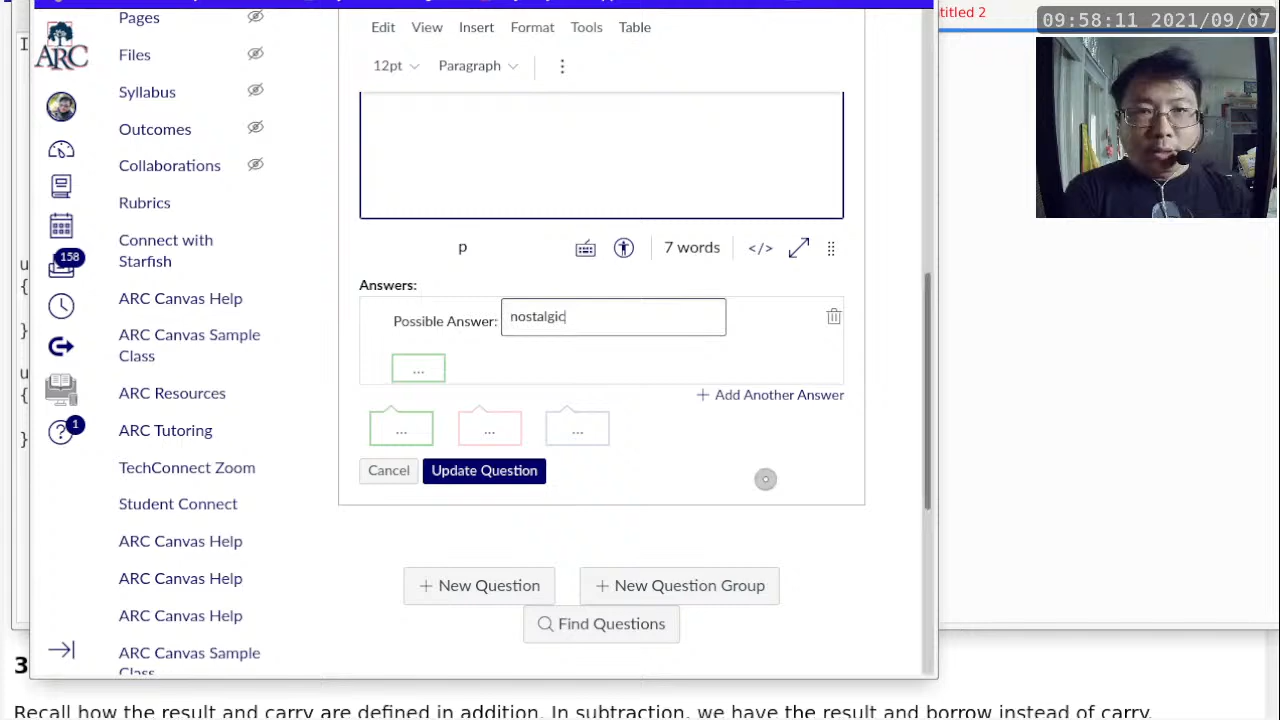 ntitled 2
09:58:11 2021/09/07
ARC
Pages
Files
Syllabus
Outcomes
Collaborations
Rubrics
Connect with
Starfish
ARC Canvas Help
ARC Canvas Sample
Class
ARC Resources
ARC Tutoring
TechConnect Zoom
Student Connect
ARC Canvas Help
ARC Canvas Help
ARC Canvas Help
ARC Canvas Sample
Class
158
1
Edit View Insert Format Tools Table
12pt Paragraph
p 7 words </>
Answers:
Possible Answer: nostalgic
...
+ Add Another Answer
... ... ...
Cancel Update Question
+ New Question + New Question Group
Find Questions
I
u
{
}
u
{
}
3
Recall how the result and carry are defined in addition. In subtraction, we have the result and borrow instead of carry.